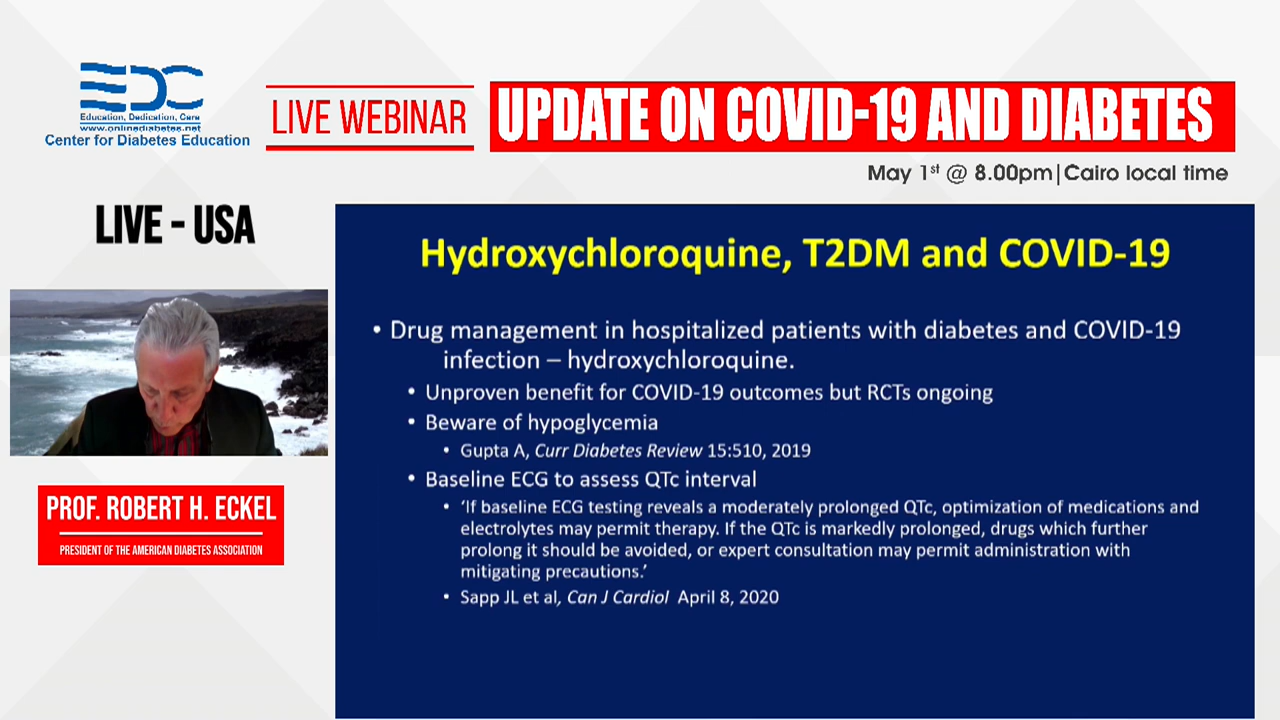 EDC
Education, Dedication, Care
www.onlinediabetes.net
Center for Diabetes Education
LIVE WEBINAR
UPDATE ON COVID-19 AND DIABETES
May 1st @ 8.00pm|Cairo local time
LIVE - USA
PROF. ROBERT H. ECKEL
PRESIDENT OF THE AMERICAN DIABETES ASSOCIATION
Hydroxychloroquine, T2DM and COVID-19
• Drug management in hospitalized patients with diabetes and COVID-19
infection – hydroxychloroquine.
• Unproven benefit for COVID-19 outcomes but RCTs ongoing
• Beware of hypoglycemia
• Gupta A, Curr Diabetes Review 15:510, 2019
• Baseline ECG to assess QTc interval
• ‘If baseline ECG testing reveals a moderately prolonged QTc, optimization of medications and
electrolytes may permit therapy. If the QTc is markedly prolonged, drugs which further
prolong it should be avoided, or expert consultation may permit administration with
mitigating precautions.’
• Sapp JL et al, Can J Cardiol April 8, 2020